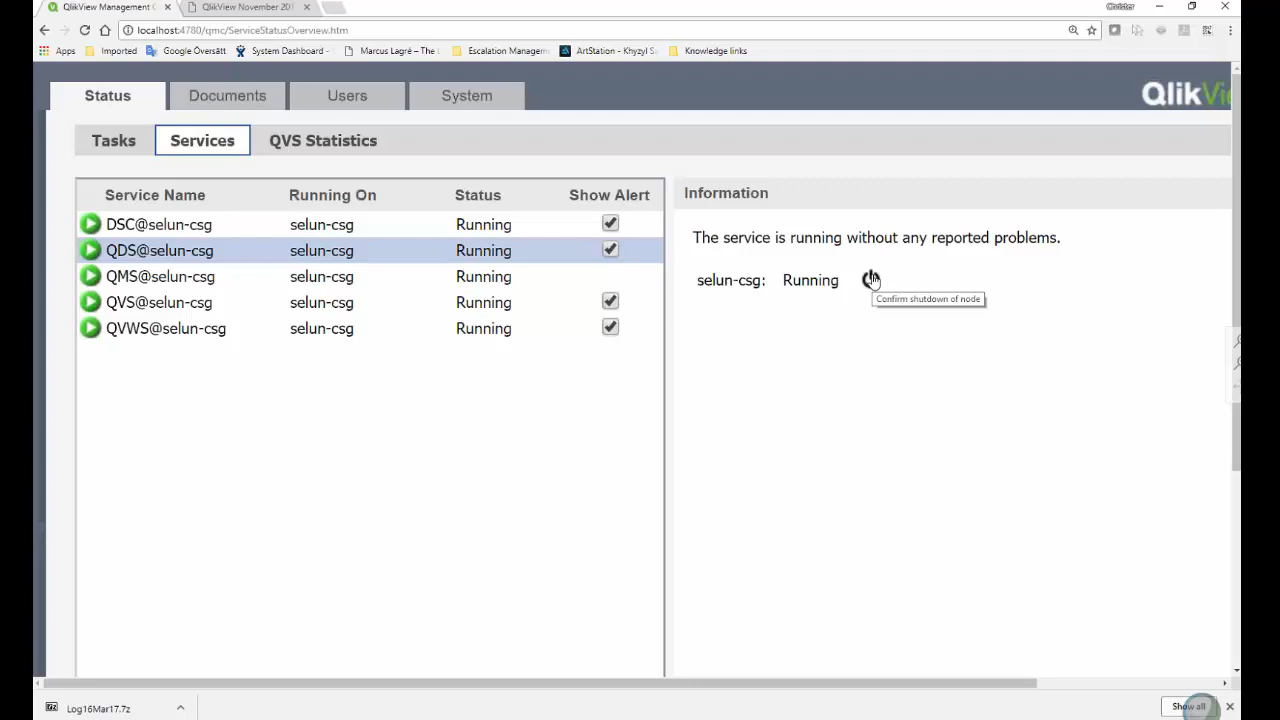 Christer
QlikView Management C
QlikView November 201
localhost:4780/qmc/ServiceStatusOverview.htm
Apps Imported Google Översätt System Dashboard - Marcus Lagré – The L Escalation Managem ArtStation - Khyzyl S Knowledge links
Status Documents Users System
QlikVi
Tasks Services QVS Statistics
Service Name Running On Status Show Alert
DSC@selun-csg selun-csg Running
QDS@selun-csg selun-csg Running
QMS@selun-csg selun-csg Running
QVS@selun-csg selun-csg Running
QVWS@selun-csg selun-csg Running
Information
The service is running without any reported problems.
selun-csg: Running
Confirm shutdown of node
Log16Mar17.7z
Show all